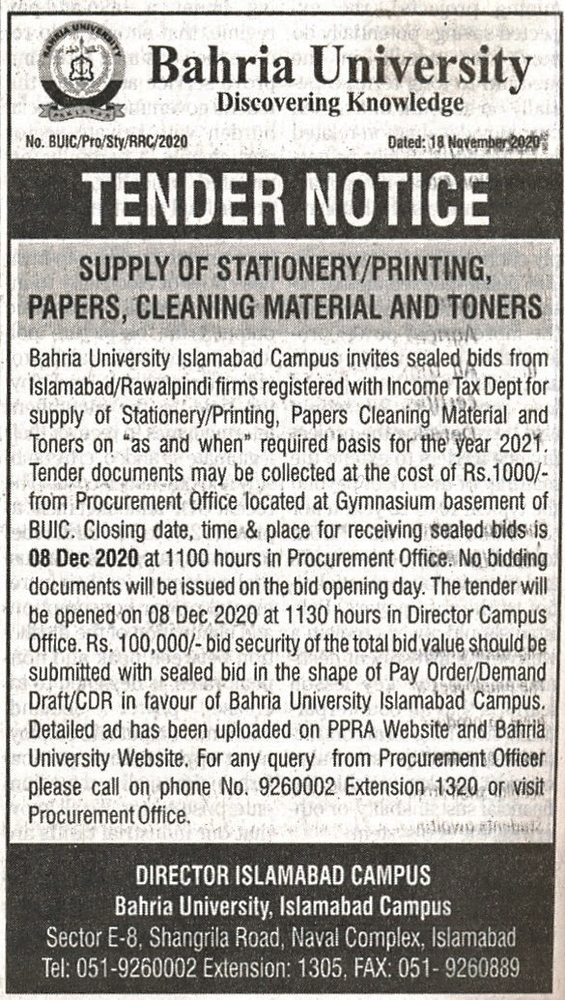 BAHRIA UNIVERSITY
PAKISTAN
Bahria University
Discovering Knowledge
No. BUIC/Pro/Sty/RRC/2020 Dated: 18 November 2020
TENDER NOTICE
SUPPLY OF STATIONERY/PRINTING,
PAPERS, CLEANING MATERIAL AND TONERS
Bahria University Islamabad Campus invites sealed bids from
Islamabad/Rawalpindi firms registered with Income Tax Dept for
supply of Stationery/Printing, Papers Cleaning Material and
Toners on "as and when" required basis for the year 2021.
Tender documents may be collected at the cost of Rs.1000/-
from Procurement Office located at Gymnasium basement of
BUIC. Closing date, time & place for receiving sealed bids is
08 Dec 2020 at 1100 hours in Procurement Office. No bidding
documents will be issued on the bid opening day. The tender will
be opened on 08 Dec 2020 at 1130 hours in Director Campus
Office. Rs. 100,000/- bid security of the total bid value should be
submitted with sealed bid in the shape of Pay Order/Demand
Draft/CDR in favour of Bahria University Islamabad Campus.
Detailed ad has been uploaded on PPRA Website and Bahria
University Website. For any query from Procurement Officer
please call on phone No. 9260002 Extension 1320 or visit
Procurement Office.
DIRECTOR ISLAMABAD CAMPUS
Bahria University, Islamabad Campus
Sector E-8, Shangrila Road, Naval Complex, Islamabad
Tel: 051-9260002 Extension: 1305, FAX: 051- 9260889